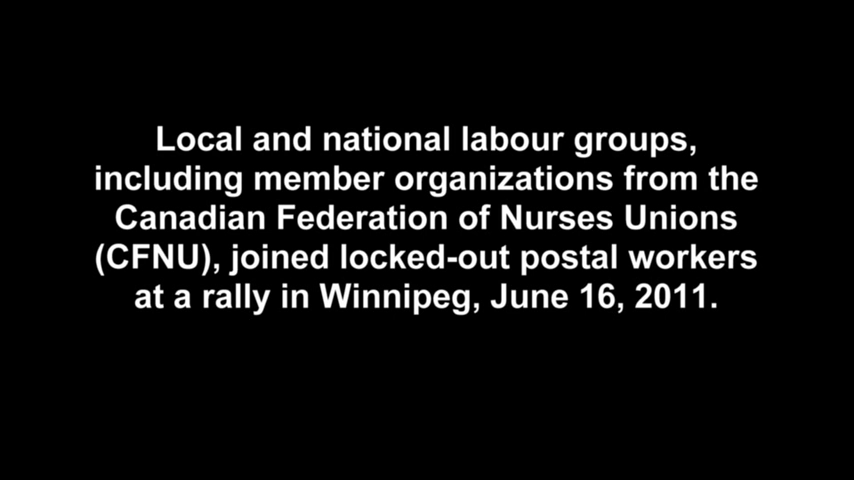 Local and national labour groups,
including member organizations from the
Canadian Federation of Nurses Unions
(CFNU), joined locked-out postal workers
at a rally in Winnipeg, June 16, 2011.